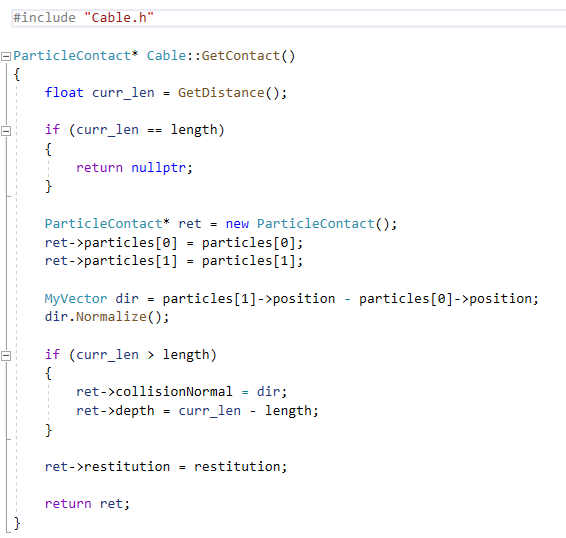 #include "Cable.h"
ParticleContact* Cable::GetContact()
{
float curr_len = GetDistance();
if (curr_len == length)
{
return nullptr;
}
ParticleContact* ret = new ParticleContact();
ret->particles[0] = particles[0];
ret->particles[1] = particles[1];
MyVector dir = particles[1]->position - particles[0]->position;
dir.Normalize();
if (curr_len > length)
{
ret->collisionNormal = dir;
ret->depth = curr_len - length;
}
ret->restitution = restitution;
return ret;
}